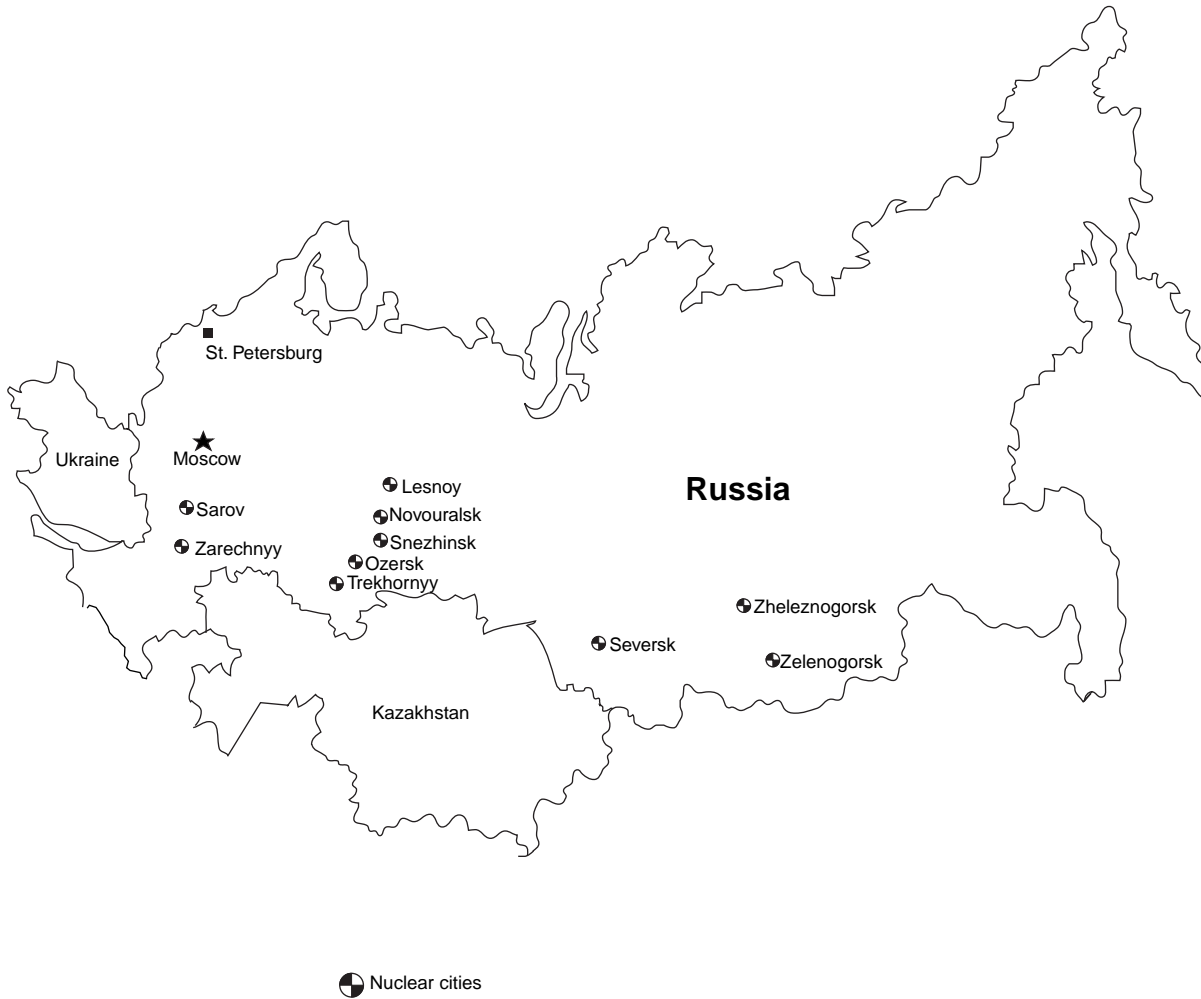 St. Petersburg
Ukraine
Moscow
Russia
Lesnoy
Sarov
Novouralsk
Snezhinsk
Zarechnyy
Ozersk
Trekhornyy
Zheleznogorsk
Seversk
Zelenogorsk
Kazakhstan
Nuclear cities